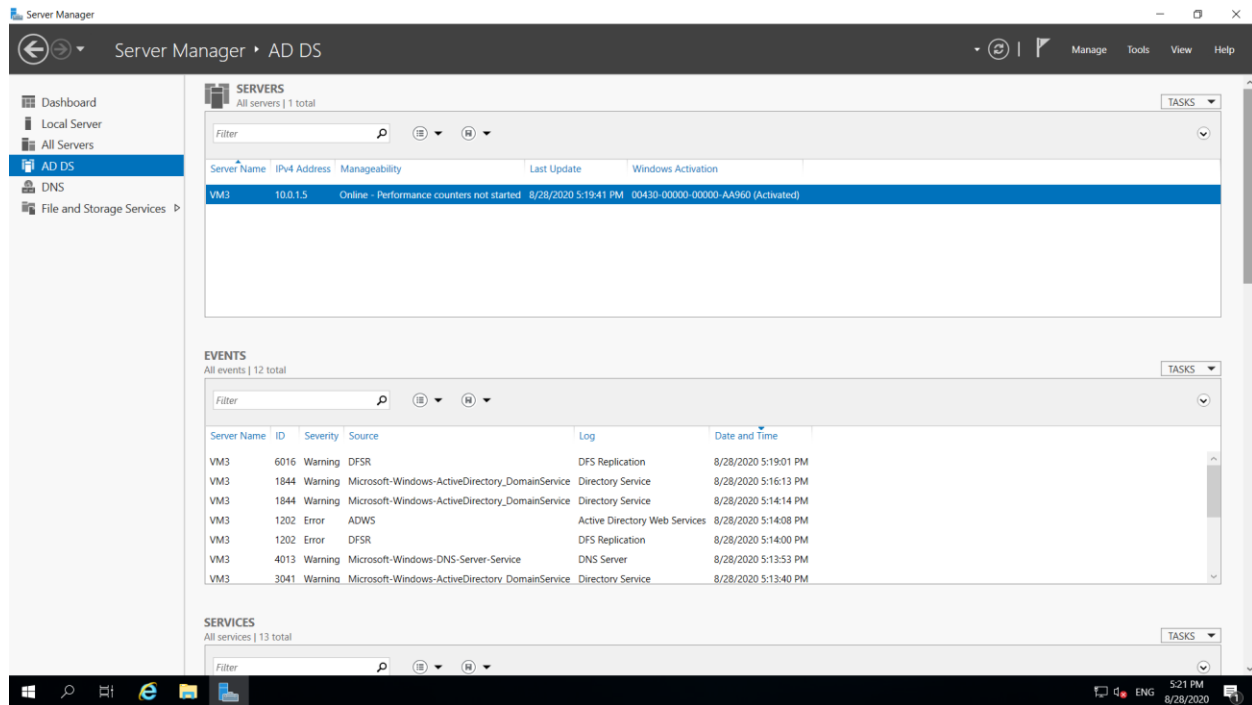 Server Manager
Server Manager ‣ AD DS
Manage Tools View Help
Dashboard
Local Server
All Servers
AD DS
DNS
File and Storage Services
SERVERS
All servers | 1 total
TASKS
Filter
Server Name IPv4 Address Manageability Last Update Windows Activation
VM3 10.0.1.5 Online - Performance counters not started 8/28/2020 5:19:41 PM 00430-00000-00000-AA960 (Activated)
EVENTS
All events | 12 total
TASKS
Filter
Server Name ID Severity Source Log Date and Time
VM3 6016 Warning DFSR DFS Replication 8/28/2020 5:19:01 PM
VM3 1844 Warning Microsoft-Windows-ActiveDirectory_DomainService Directory Service 8/28/2020 5:16:13 PM
VM3 1844 Warning Microsoft-Windows-ActiveDirectory_DomainService Directory Service 8/28/2020 5:14:14 PM
VM3 1202 Error ADWS Active Directory Web Services 8/28/2020 5:14:08 PM
VM3 1202 Error DFSR DFS Replication 8/28/2020 5:14:00 PM
VM3 4013 Warning Microsoft-Windows-DNS-Server-Service DNS Server 8/28/2020 5:13:53 PM
VM3 3041 Warning Microsoft-Windows-ActiveDirectory_DomainService Directory Service 8/28/2020 5:13:40 PM
SERVICES
All services | 13 total
TASKS
Filter
ENG
5:21 PM
8/28/2020
1